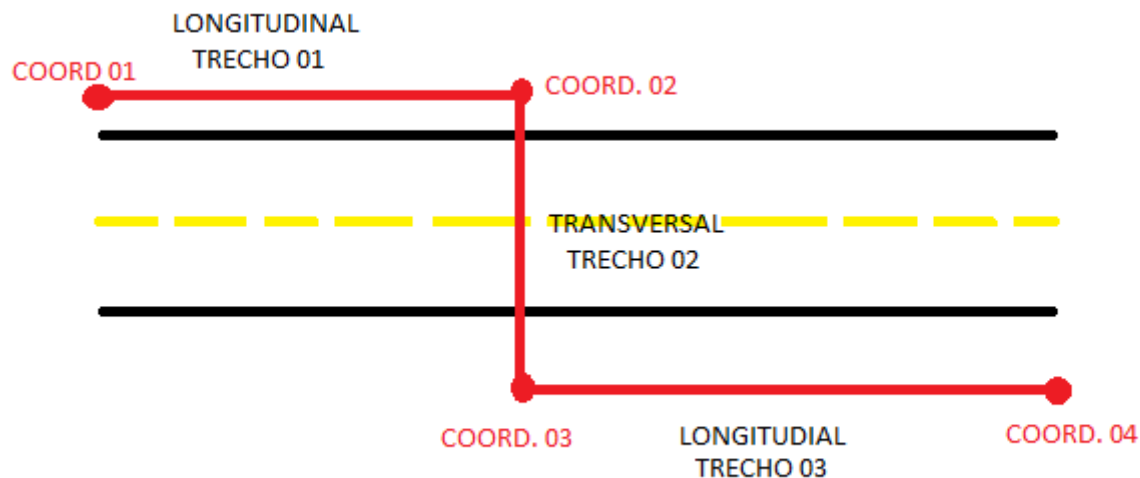 LONGITUDINAL
TRECHO 01
COORD 01
COORD. 02
TRANSVERSAL
TRECHO 02
COORD. 03
LONGITUDIAL
TRECHO 03
COORD. 04